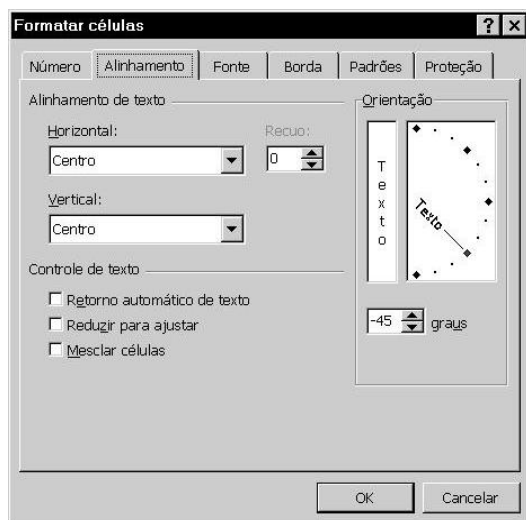 Formatar células
Número Alinhamento Fonte Borda Padrões Proteção
Alinhamento de texto
Horizontal: Recuo:
Centro 0
Vertical:
Centro
Controle de texto
Retorno automático de texto
Reduzir para ajustar
Mesclar células
Orientação
Texto
Texto
-45 graus
OK Cancelar